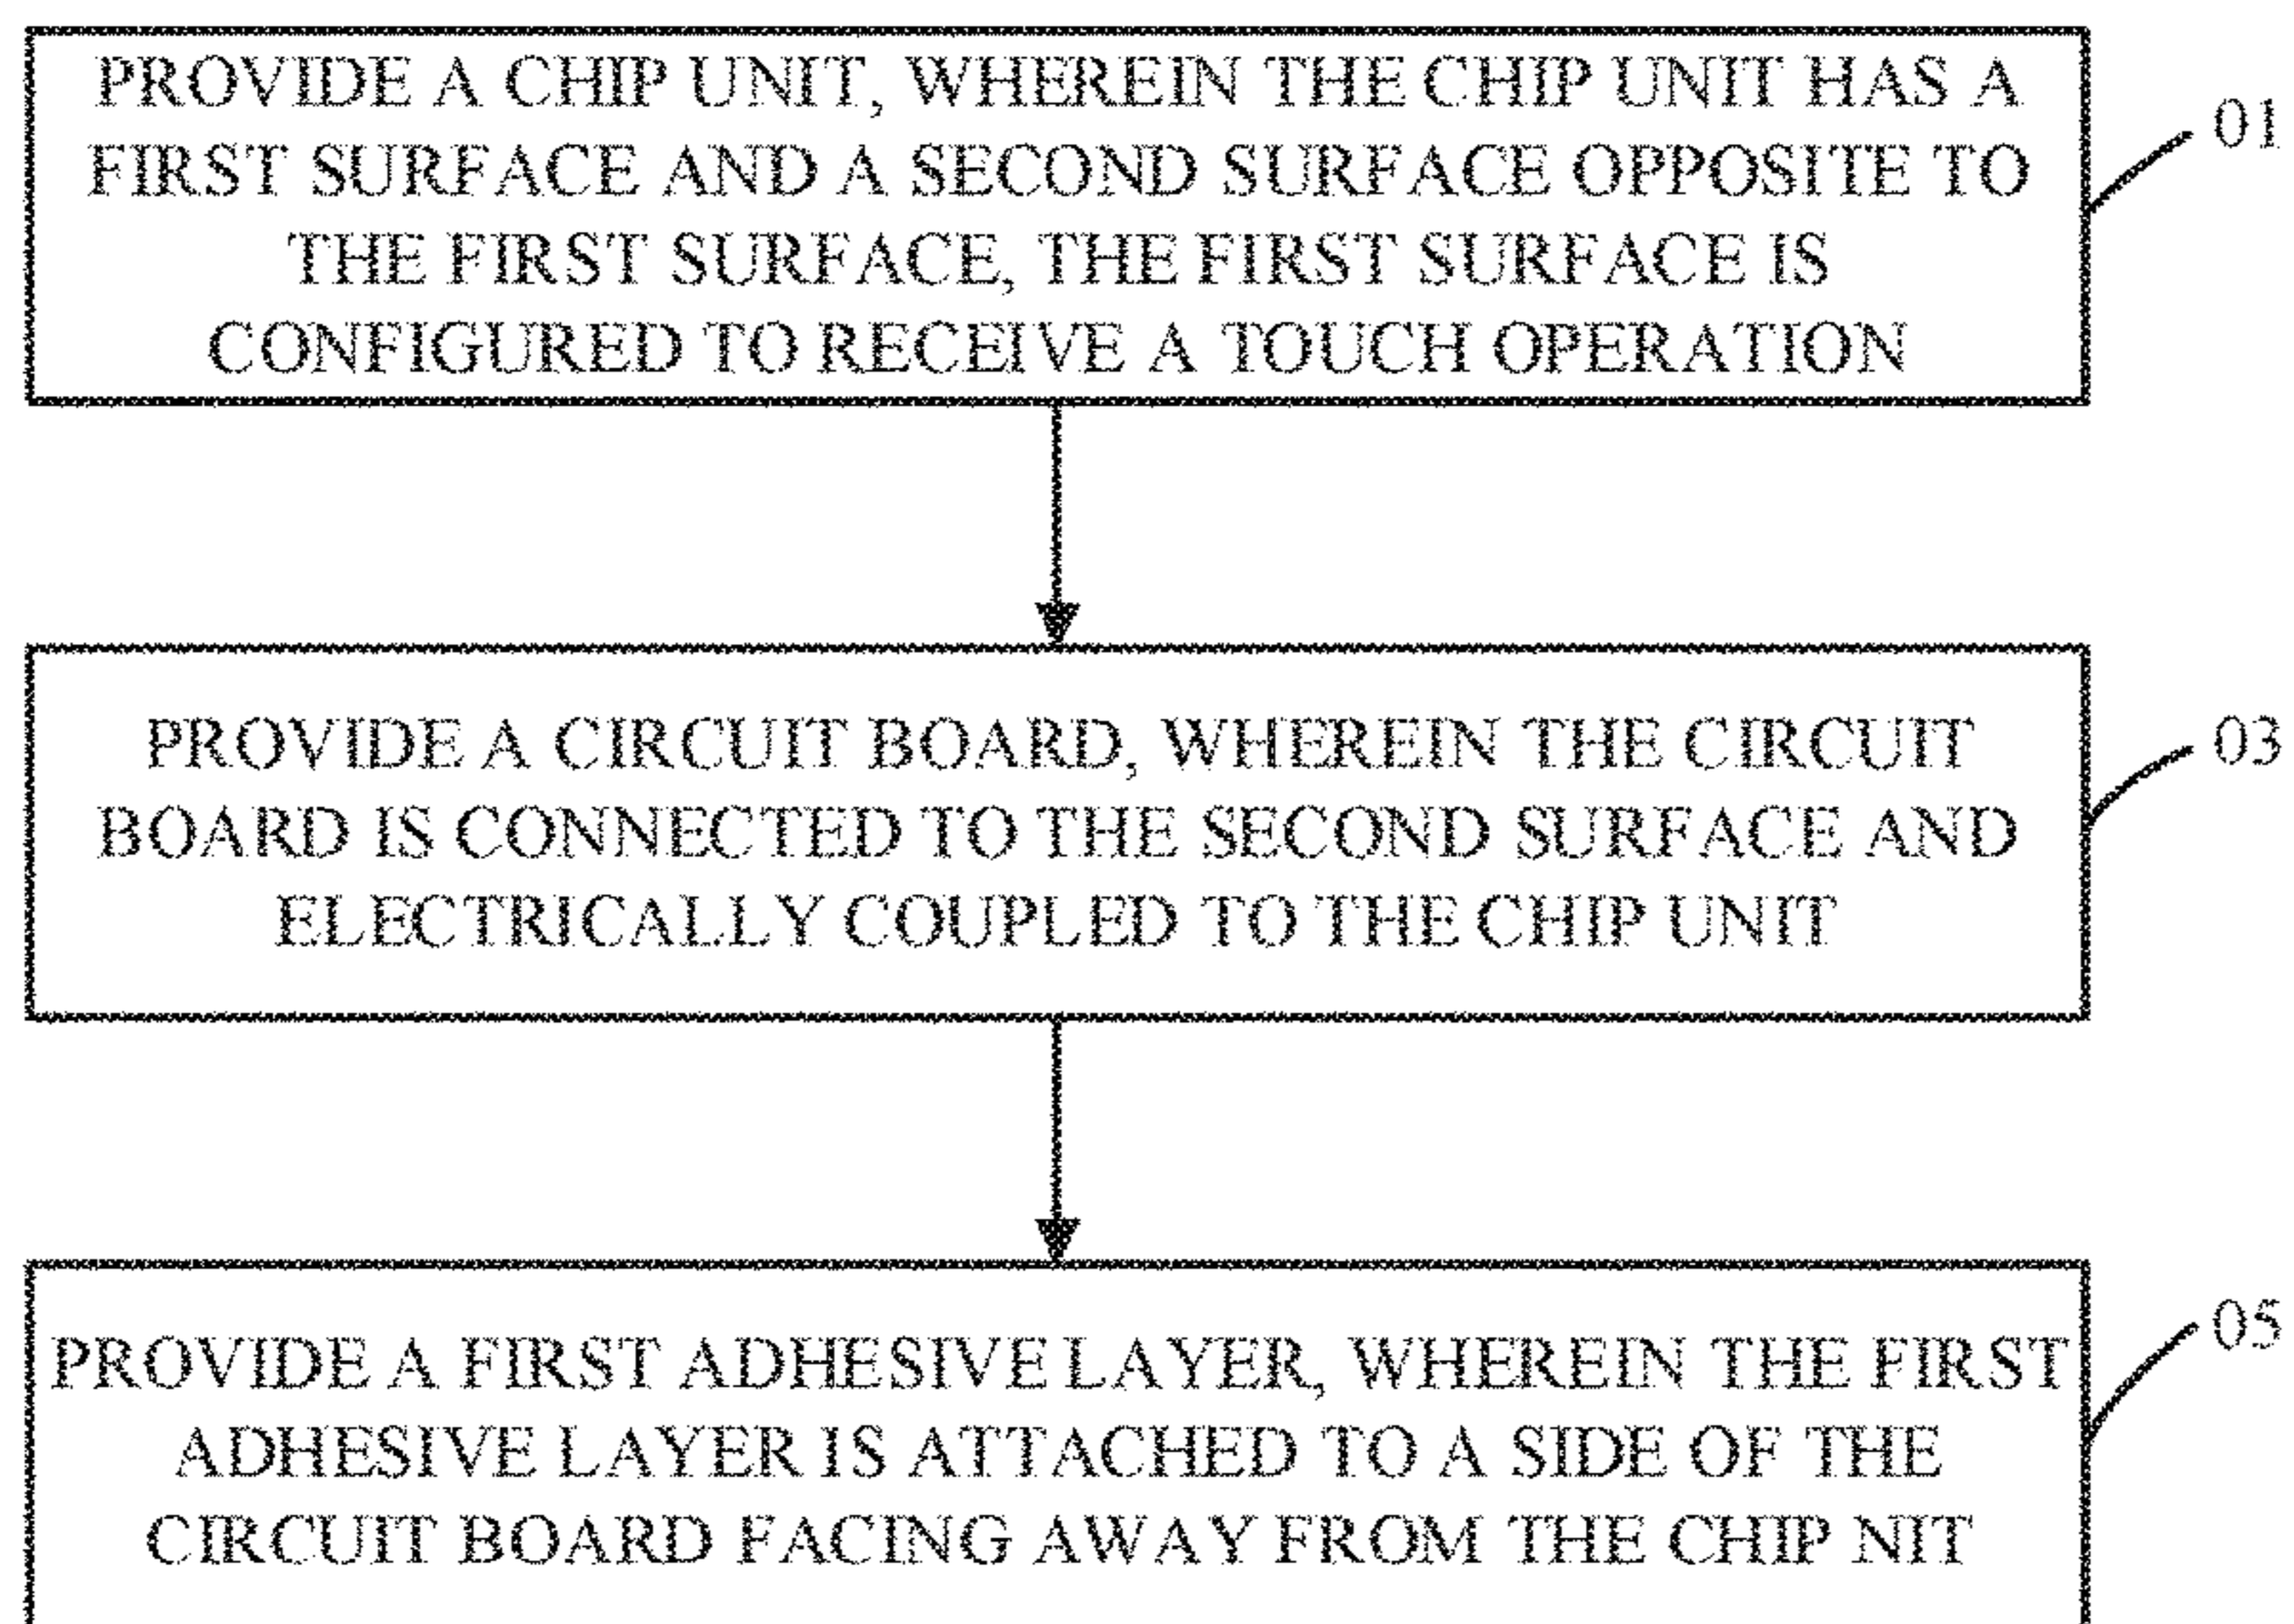 PROVIDE A CHIP UNIT, WHEREIN THE CHIP UNIT HAS A
FIRST SURFACE AND A SECOND SURFACE OPPOSITE TO
THE FIRST SURFACE, THE FIRST SURFACE IS
CONFIGURED TO RECEIVE A TOUCH OPERATION
01
PROVIDE A CIRCUIT BOARD, WHEREIN THE CIRCUIT
BOARD IS CONNECTED TO THE SECOND SURFACE AND
ELECTRICALLY COUPLED TO THE CHIP UNIT
03
PROVIDE A FIRST ADHESIVE LAYER, WHEREIN THE FIRST
ADHESIVE LAYER IS ATTACHED TO A SIDE OF THE
CIRCUIT BOARD FACING AWAY FROM THE CHIP NIT
05